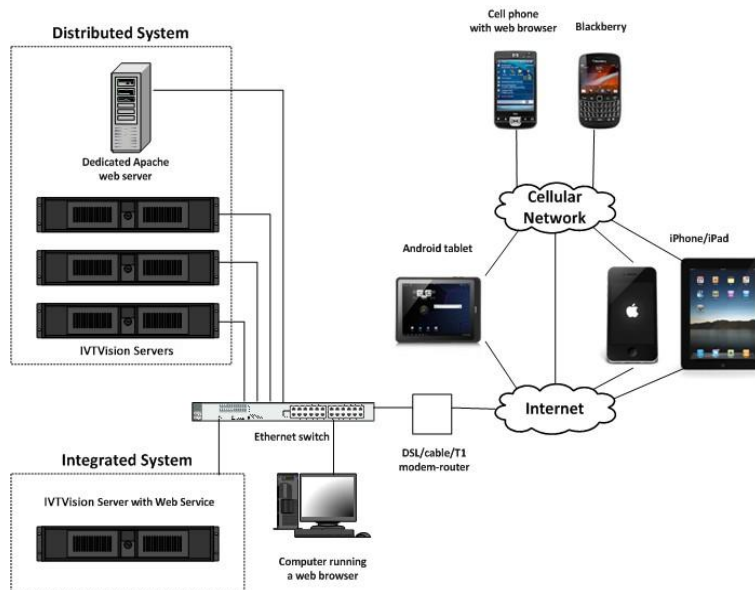 Distributed System
Dedicated Apache
web server
IVTVision Servers
Cell phone
with web browser
Blackberry
Cellular
Network
Android tablet
iPhone/iPad
Internet
Ethernet switch
DSL/cable/T1
modem-router
Integrated System
IVTVision Server with Web Service
Computer running
a web browser